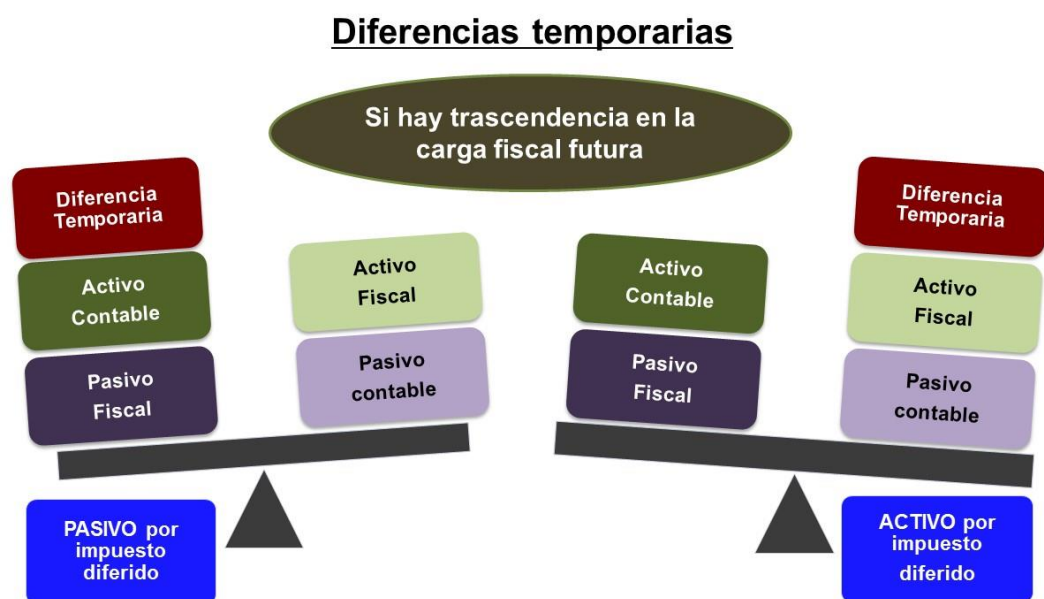 Diferencias temporarias
Si hay trascendencia en la
carga fiscal futura
Diferencia
Temporaria
Activo
Contable
Pasivo
Fiscal
Activo
Fiscal
Pasivo
contable
PASIVO por
impuesto
diferido
Activo
Contable
Pasivo
Fiscal
Diferencia
Temporaria
Activo
Fiscal
Pasivo
contable
ACTIVO por
impuesto
diferido